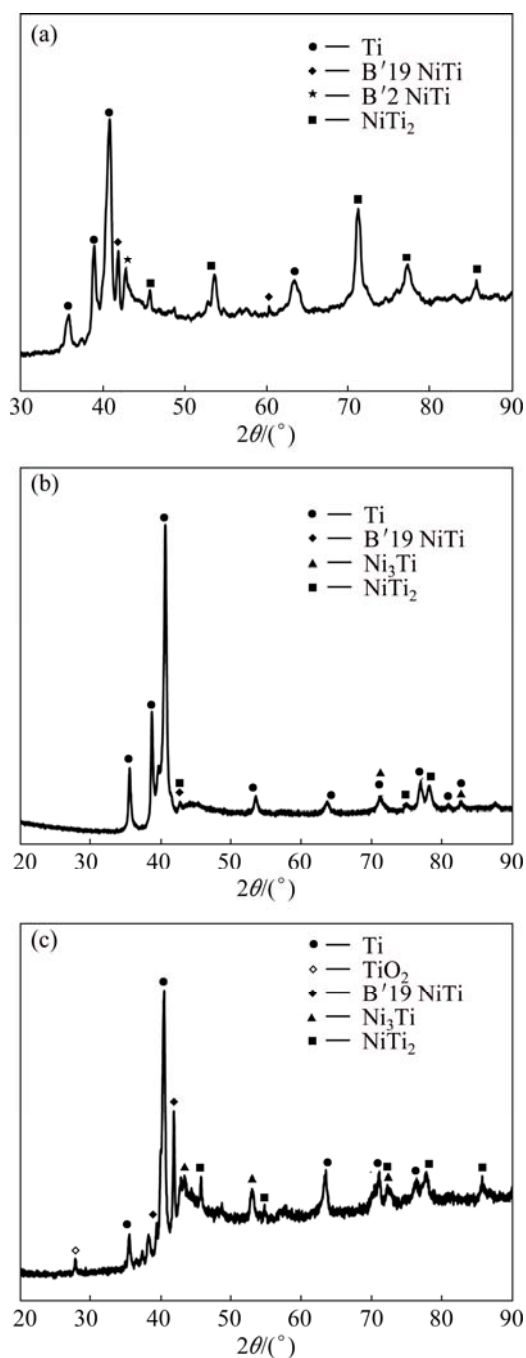 (a)
● — Ti
◆ — B′19 NiTi
★ — B′2 NiTi
■ — NiTi₂
30 40 50 60 70 80 90
2θ/(°)
(b)
● — Ti
◆ — B′19 NiTi
▲ — Ni₃Ti
■ — NiTi₂
20 30 40 50 60 70 80 90
2θ/(°)
(c)
● — Ti
◇ — TiO₂
◆ — B′19 NiTi
▲ — Ni₃Ti
■ — NiTi₂
20 30 40 50 60 70 80 90
2θ/(°)